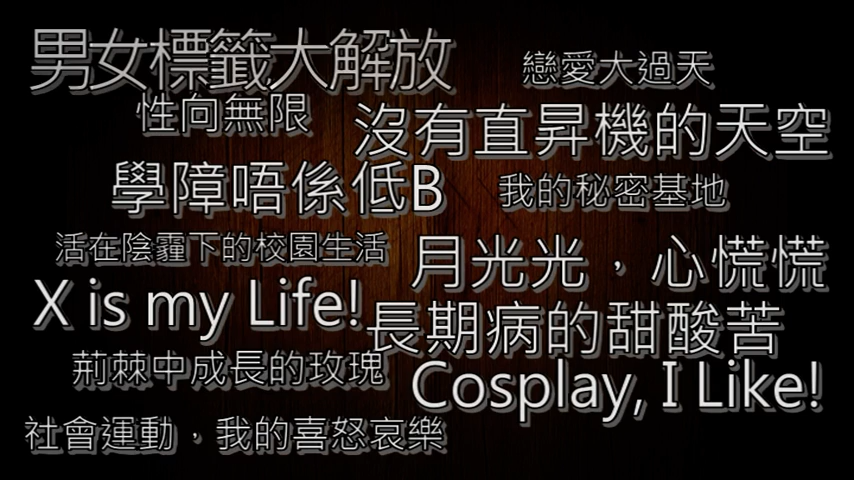 男女標籤大解放
戀愛大過天
性向無限
沒有直昇機的天空
學障唔係低B
我的秘密基地
活在陰霾下的校園生活
月光光，心慌慌
X is my Life!
長期病的甜酸苦
荊棘中成長的玫瑰
Cosplay, I Like!
社會運動，我的喜怒哀樂